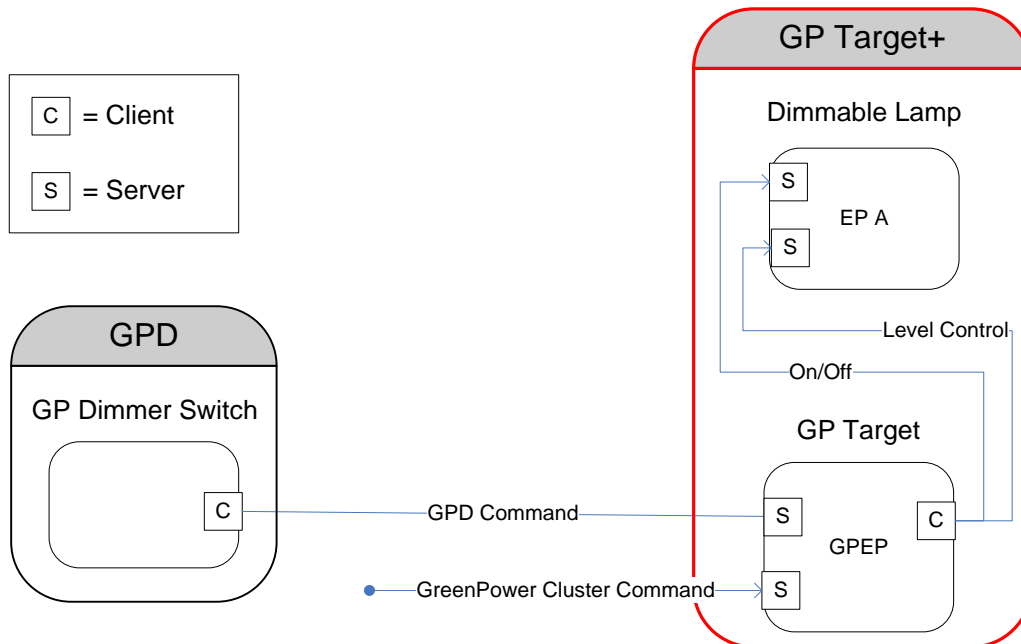 GP Target+
C = Client
S = Server
Dimmable Lamp
S
EP A
S
GPD
Level Control
On/Off
GP Dimmer Switch
GP Target
C
GPD Command
S
C
GPEP
GreenPower Cluster Command
S